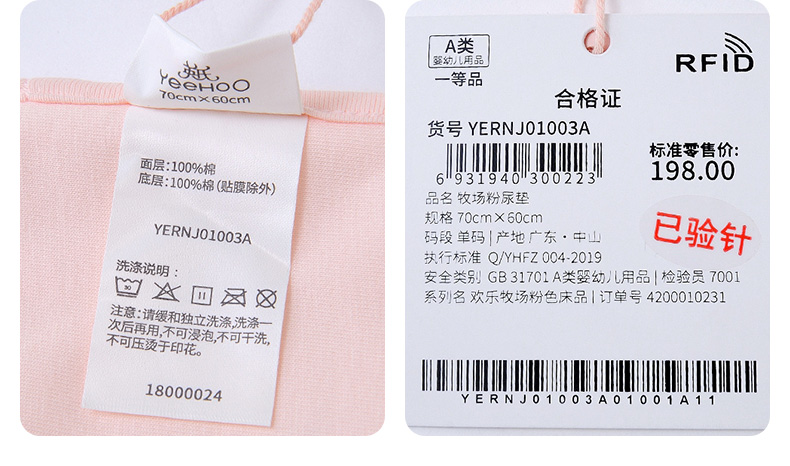 英氏
YeeHoO
70cm×60cm
面层:100%棉
底层:100%棉(贴膜除外)
YERNJ01003A
洗涤说明:
注意:请缓和独立洗涤,洗涤一
次后再用,不可浸泡,不可干洗,
不可压烫于印花。
18000024
A类
婴幼儿用品
一等品
RFID
合格证
货号 YERNJ01003A
6 931940 300223
标准零售价:
198.00
品名 牧场粉尿垫
规格 70cm×60cm
码段 单码 | 产地 广东·中山
执行标准 Q/YHFZ 004-2019
安全类别 GB 31701 A类婴幼儿用品 | 检验员 7001
系列名 欢乐牧场粉色床品 | 订单号 4200010231
已验针
YERNJ01003A01001A11